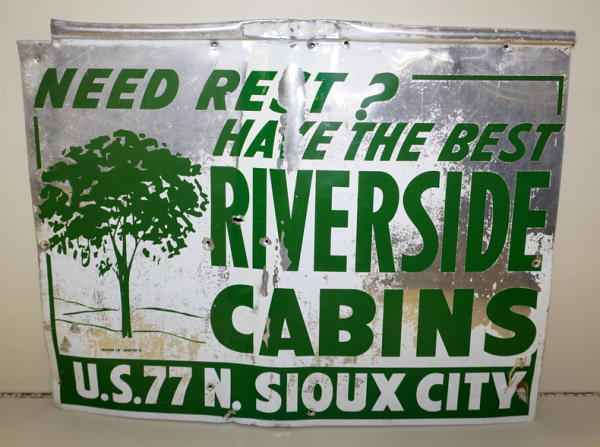 NEED REST?
HAVE THE BEST
RIVERSIDE
CABINS
U.S.77 N. SIOUX CITY